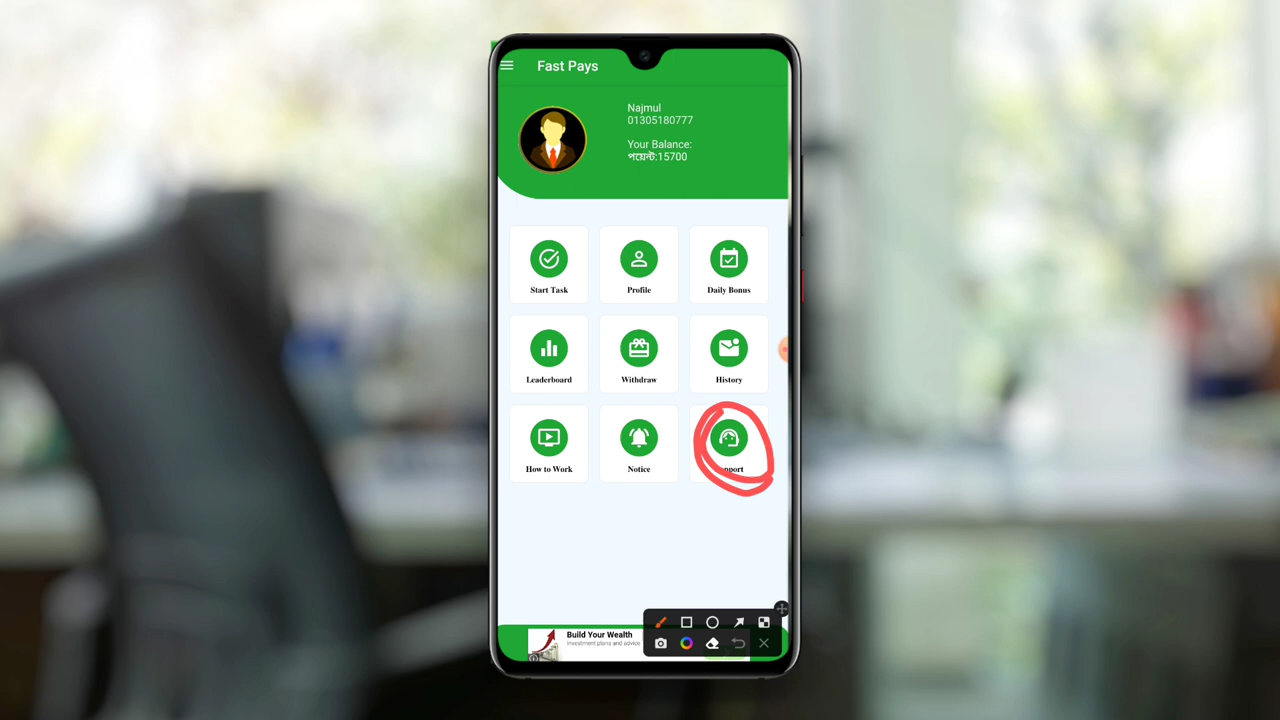 Fast Pays
Najmul
01305180777
Your Balance:
পয়েন্ট:15700
Start Task
Profile
Daily Bonus
Leaderboard
Withdraw
History
How to Work
Notice
Build Your Wealth
Investment plans and advice